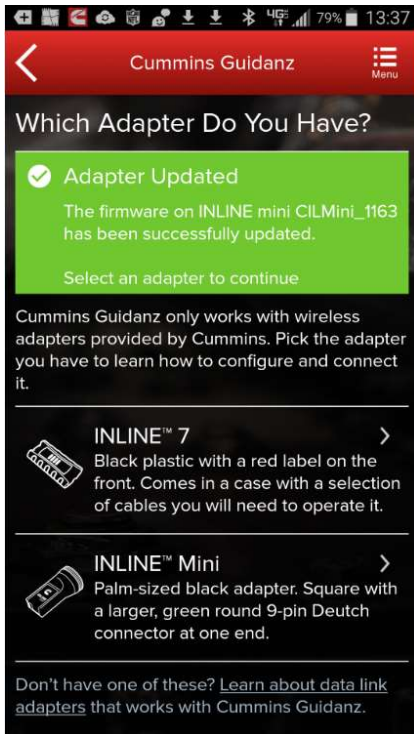 4G 79% 13:37
Cummins Guidanz
Menu
Which Adapter Do You Have?
Adapter Updated
The firmware on INLINE mini CILMini_1163
has been successfully updated.
Select an adapter to continue
Cummins Guidanz only works with wireless
adapters provided by Cummins. Pick the adapter
you have to learn how to configure and connect
it.
INLINE™ 7
Black plastic with a red label on the
front. Comes in a case with a selection
of cables you will need to operate it.
INLINE™ Mini
Palm-sized black adapter. Square with
a larger, green round 9-pin Deutch
connector at one end.
Don't have one of these? Learn about data link
adapters that works with Cummins Guidanz.